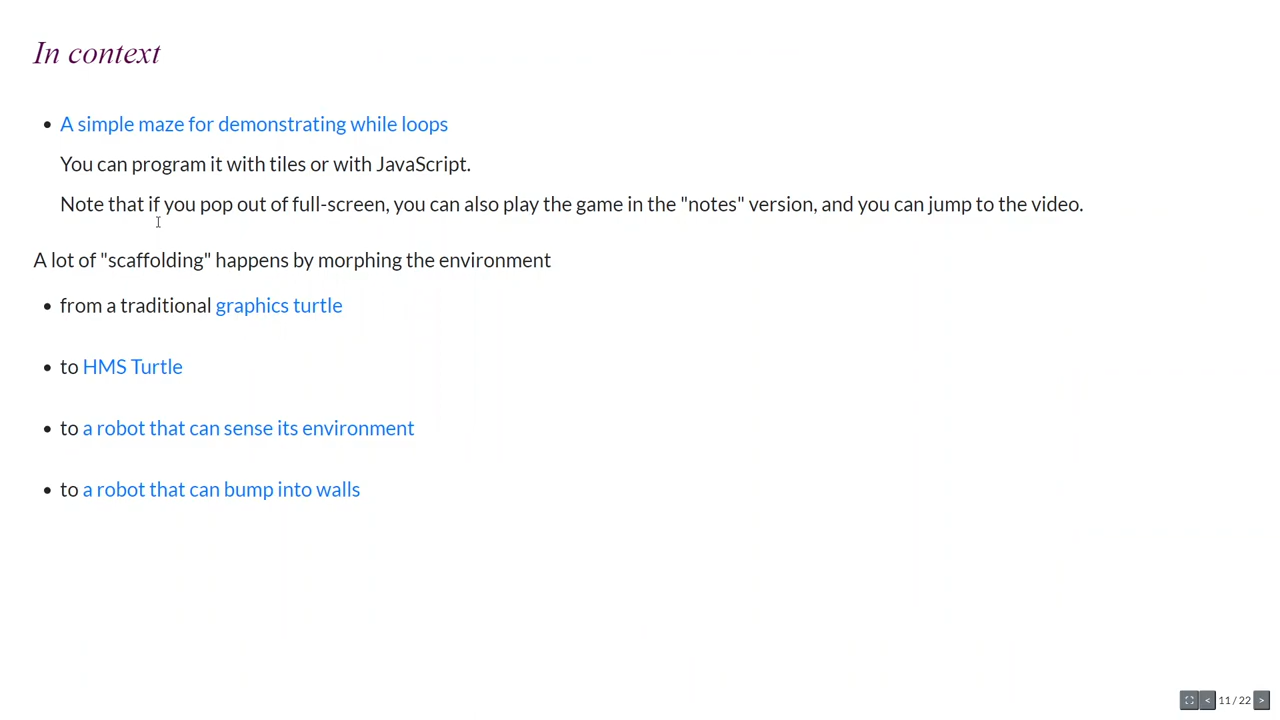 In context
A simple maze for demonstrating while loops
You can program it with tiles or with JavaScript.
Note that if you pop out of full-screen, you can also play the game in the "notes" version, and you can jump to the video.
A lot of "scaffolding" happens by morphing the environment
from a traditional graphics turtle
to HMS Turtle
to a robot that can sense its environment
to a robot that can bump into walls
< 11 / 22 >